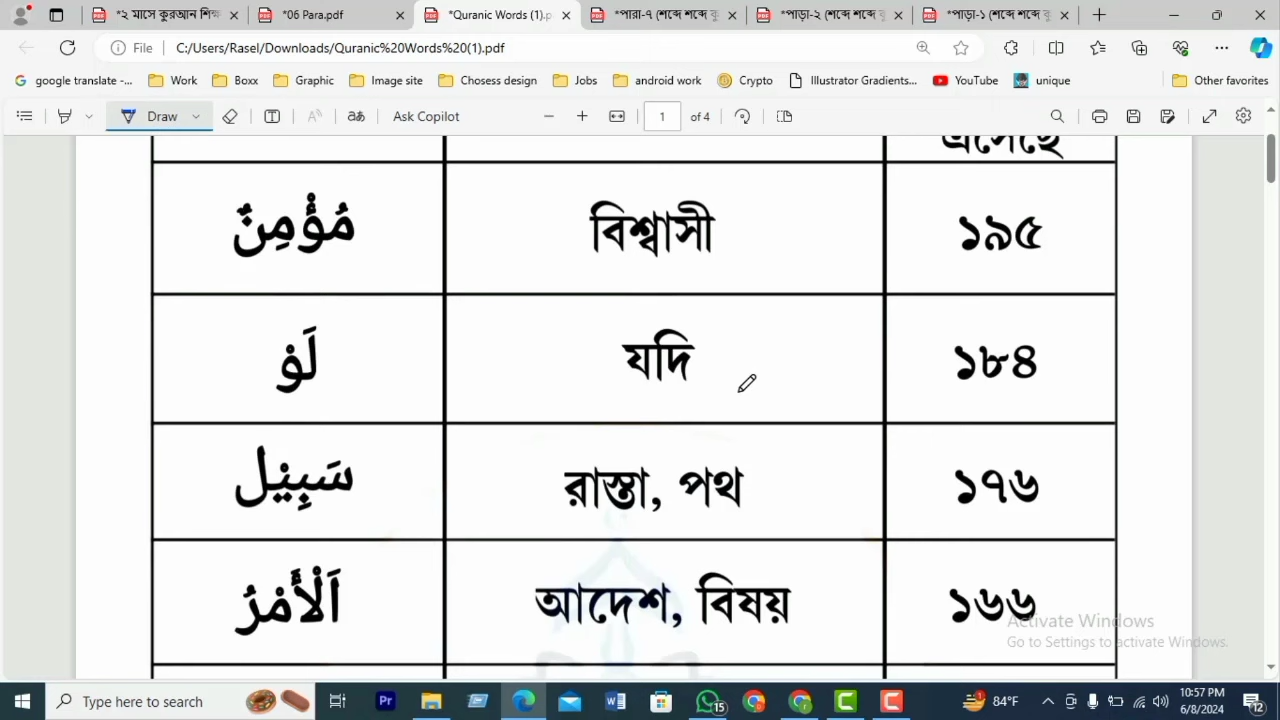 *২ মাসে কুরআন শিক্ষ
*06 Para.pdf
*Quranic Words (1).p
*পারা-৭ (শব্দে শব্দে কু
*পাড়া-২ (শব্দে শব্দে কু
*পাড়া-১ (শব্দে শব্দে কু
File C:/Users/Rasel/Downloads/Quranic%20Words%20(1).pdf
google translate -... Work Boxx Graphic Image site Chosess design Jobs android work Crypto Illustrator Gradients... YouTube unique Other favorites
Draw Ask Copilot 1 of 4
এসেছে
مُؤْمِنٌ বিশ্বাসী ১৯৫
لَوْ যদি ১৮৪
سَبِيْل রাস্তা, পথ ১৭৬
اَلْأَمْرُ আদেশ, বিষয় ১৬৬
Activate Windows
Go to Settings to activate Windows.
Type here to search
15
84°F
10:57 PM
6/8/2024
12